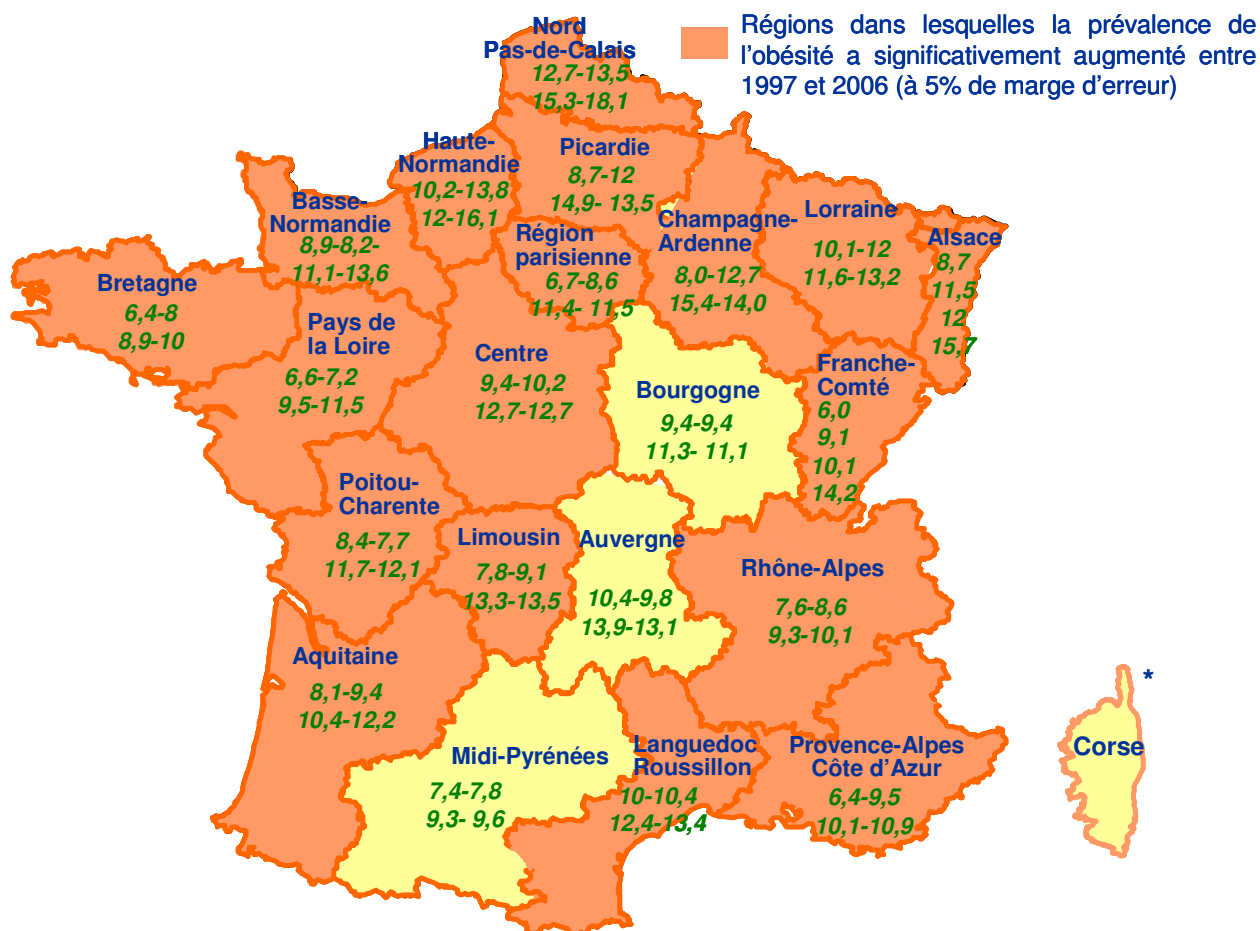 Régions dans lesquelles la prévalence de
l'obésité a significativement augmenté entre
1997 et 2006 (à 5% de marge d'erreur)
Nord
Pas-de-Calais
12,7-13,5
15,3-18,1
Haute-
Normandie
10,2-13,8
12-16,1
Picardie
8,7-12
14,9- 13,5
Basse-
Normandie
8,9-8,2-
11,1-13,6
Région
parisienne
6,7-8,6
11,4- 11,5
Champagne-
Ardenne
8,0-12,7
15,4-14,0
Lorraine
10,1-12
11,6-13,2
Alsace
8,7
11,5
12
15,7
Bretagne
6,4-8
8,9-10
Pays de
la Loire
6,6-7,2
9,5-11,5
Centre
9,4-10,2
12,7-12,7
Bourgogne
9,4-9,4
11,3- 11,1
Franche-
Comté
6,0
9,1
10,1
14,2
Poitou-
Charente
8,4-7,7
11,7-12,1
Limousin
7,8-9,1
13,3-13,5
Auvergne
10,4-9,8
13,9-13,1
Rhône-Alpes
7,6-8,6
9,3-10,1
Aquitaine
8,1-9,4
10,4-12,2
Midi-Pyrénées
7,4-7,8
9,3- 9,6
Languedoc
Roussillon
10-10,4
12,4-13,4
Provence-Alpes
Côte d'Azur
6,4-9,5
10,1-10,9
*
Corse